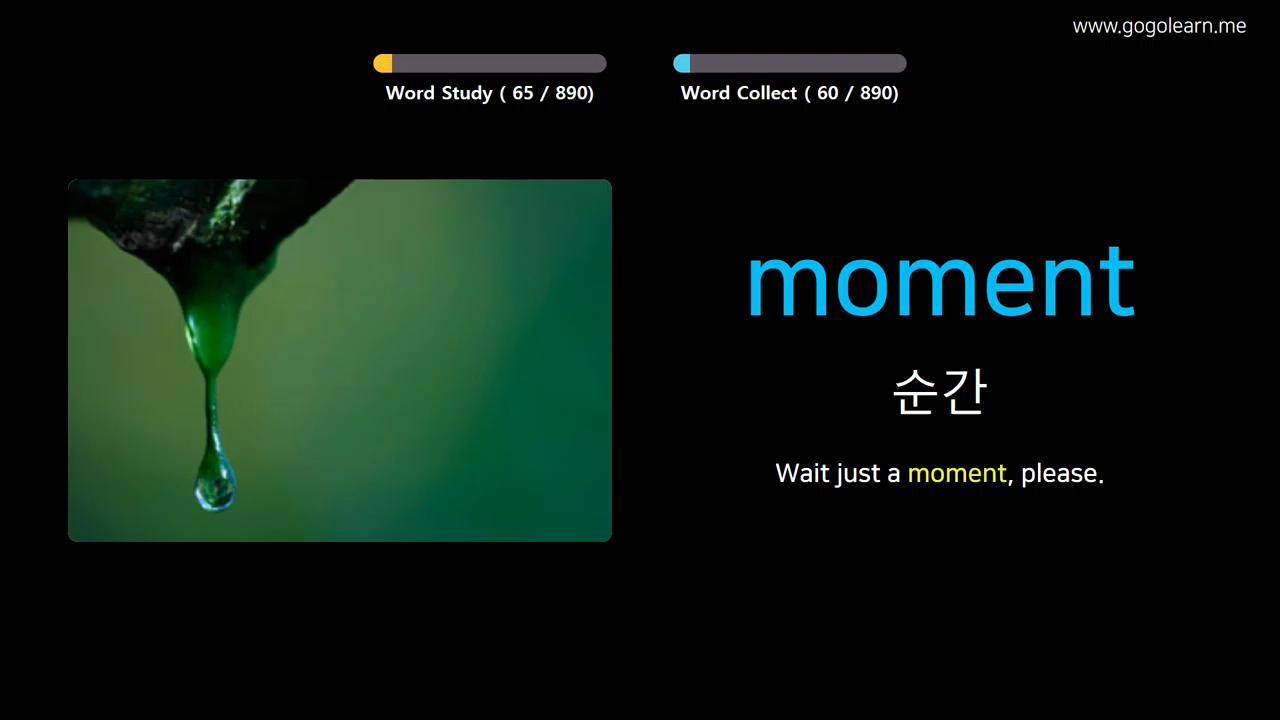 www.gogolearn.me
Word Study ( 65 / 890)
Word Collect ( 60 / 890)
moment
순간
Wait just a moment, please.